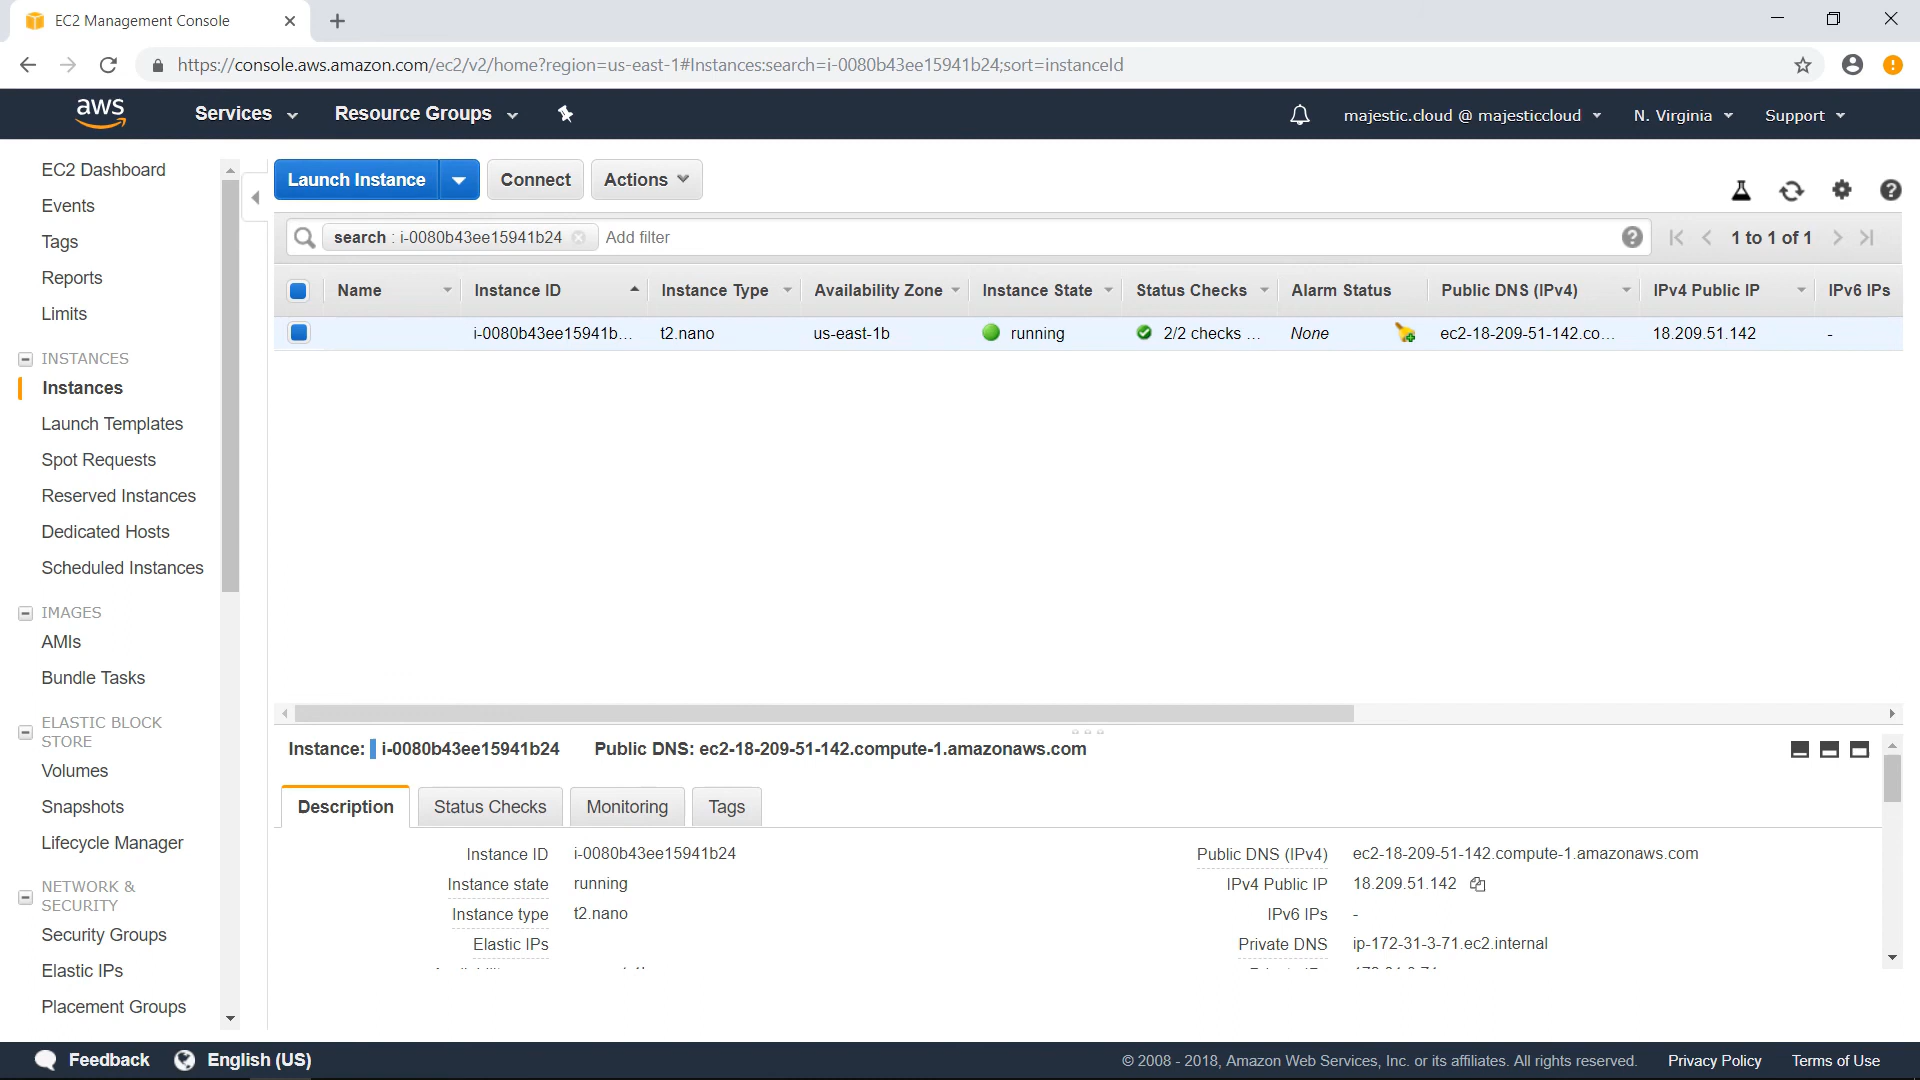 EC2 Management Console
https://console.aws.amazon.com/ec2/v2/home?region=us-east-1#Instances:search=i-0080b43ee15941b24;sort=instanceId
aws Services Resource Groups majestic.cloud @ majesticcloud N. Virginia Support
EC2 Dashboard
Events
Tags
Reports
Limits
INSTANCES
Instances
Launch Templates
Spot Requests
Reserved Instances
Dedicated Hosts
Scheduled Instances
IMAGES
AMIs
Bundle Tasks
ELASTIC BLOCK
STORE
Volumes
Snapshots
Lifecycle Manager
NETWORK &
SECURITY
Security Groups
Elastic IPs
Placement Groups
Launch Instance Connect Actions
search : i-0080b43ee15941b24 Add filter 1 to 1 of 1
Name Instance ID Instance Type Availability Zone Instance State Status Checks Alarm Status Public DNS (IPv4) IPv4 Public IP IPv6 IPs
i-0080b43ee15941b... t2.nano us-east-1b running 2/2 checks ... None ec2-18-209-51-142.co... 18.209.51.142 -
Instance: i-0080b43ee15941b24 Public DNS: ec2-18-209-51-142.compute-1.amazonaws.com
Description Status Checks Monitoring Tags
Instance ID i-0080b43ee15941b24 Public DNS (IPv4) ec2-18-209-51-142.compute-1.amazonaws.com
Instance state running IPv4 Public IP 18.209.51.142
Instance type t2.nano IPv6 IPs -
Elastic IPs Private DNS ip-172-31-3-71.ec2.internal
Feedback English (US) © 2008 - 2018, Amazon Web Services, Inc. or its affiliates. All rights reserved. Privacy Policy Terms of Use